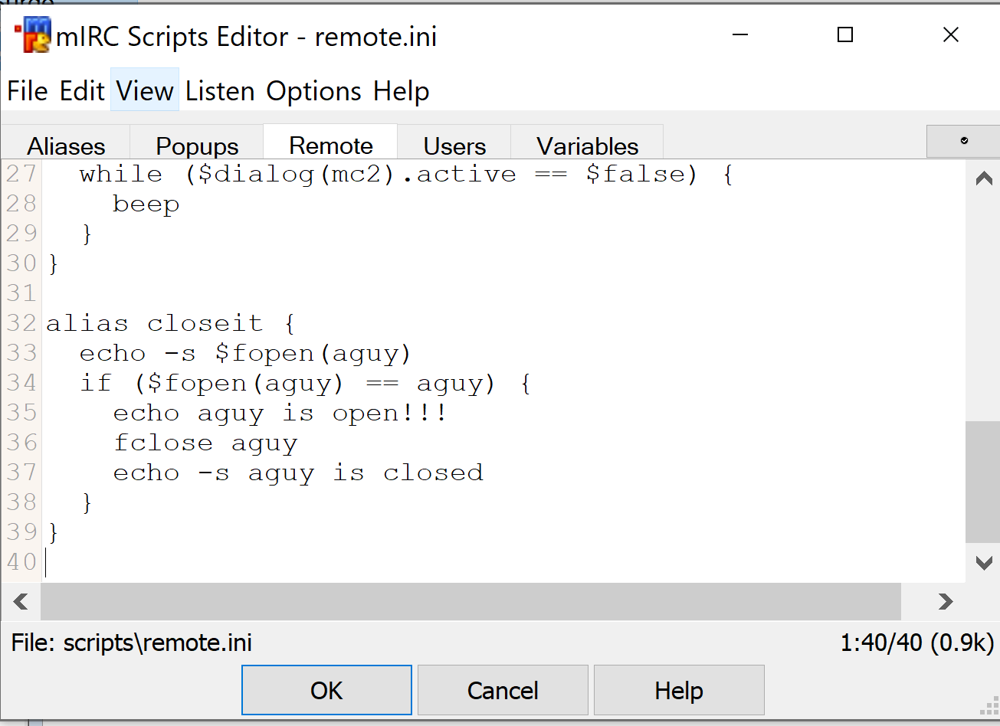 mIRC Scripts Editor - remote.ini
File Edit View Listen Options Help
Aliases Popups Remote Users Variables
27   while ($dialog(mc2).active == $false) {
28     beep
29   }
30 }
31
32 alias closeit {
33   echo -s $fopen(aguy)
34   if ($fopen(aguy) == aguy) {
35     echo aguy is open!!!
36     fclose aguy
37     echo -s aguy is closed
38   }
39 }
40
File: scripts\remote.ini 1:40/40 (0.9k)
OK Cancel Help